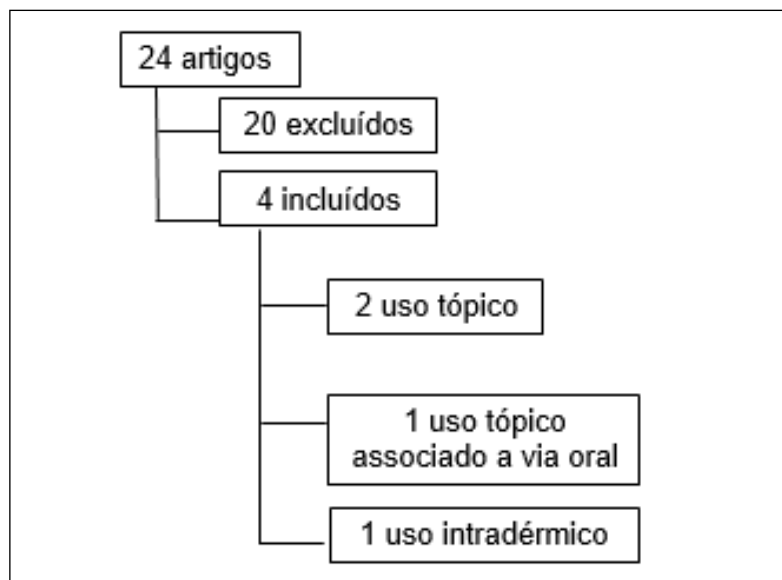 24 artigos
20 excluídos
4 incluídos
2 uso tópico
1 uso tópico
associado a via oral
1 uso intradérmico